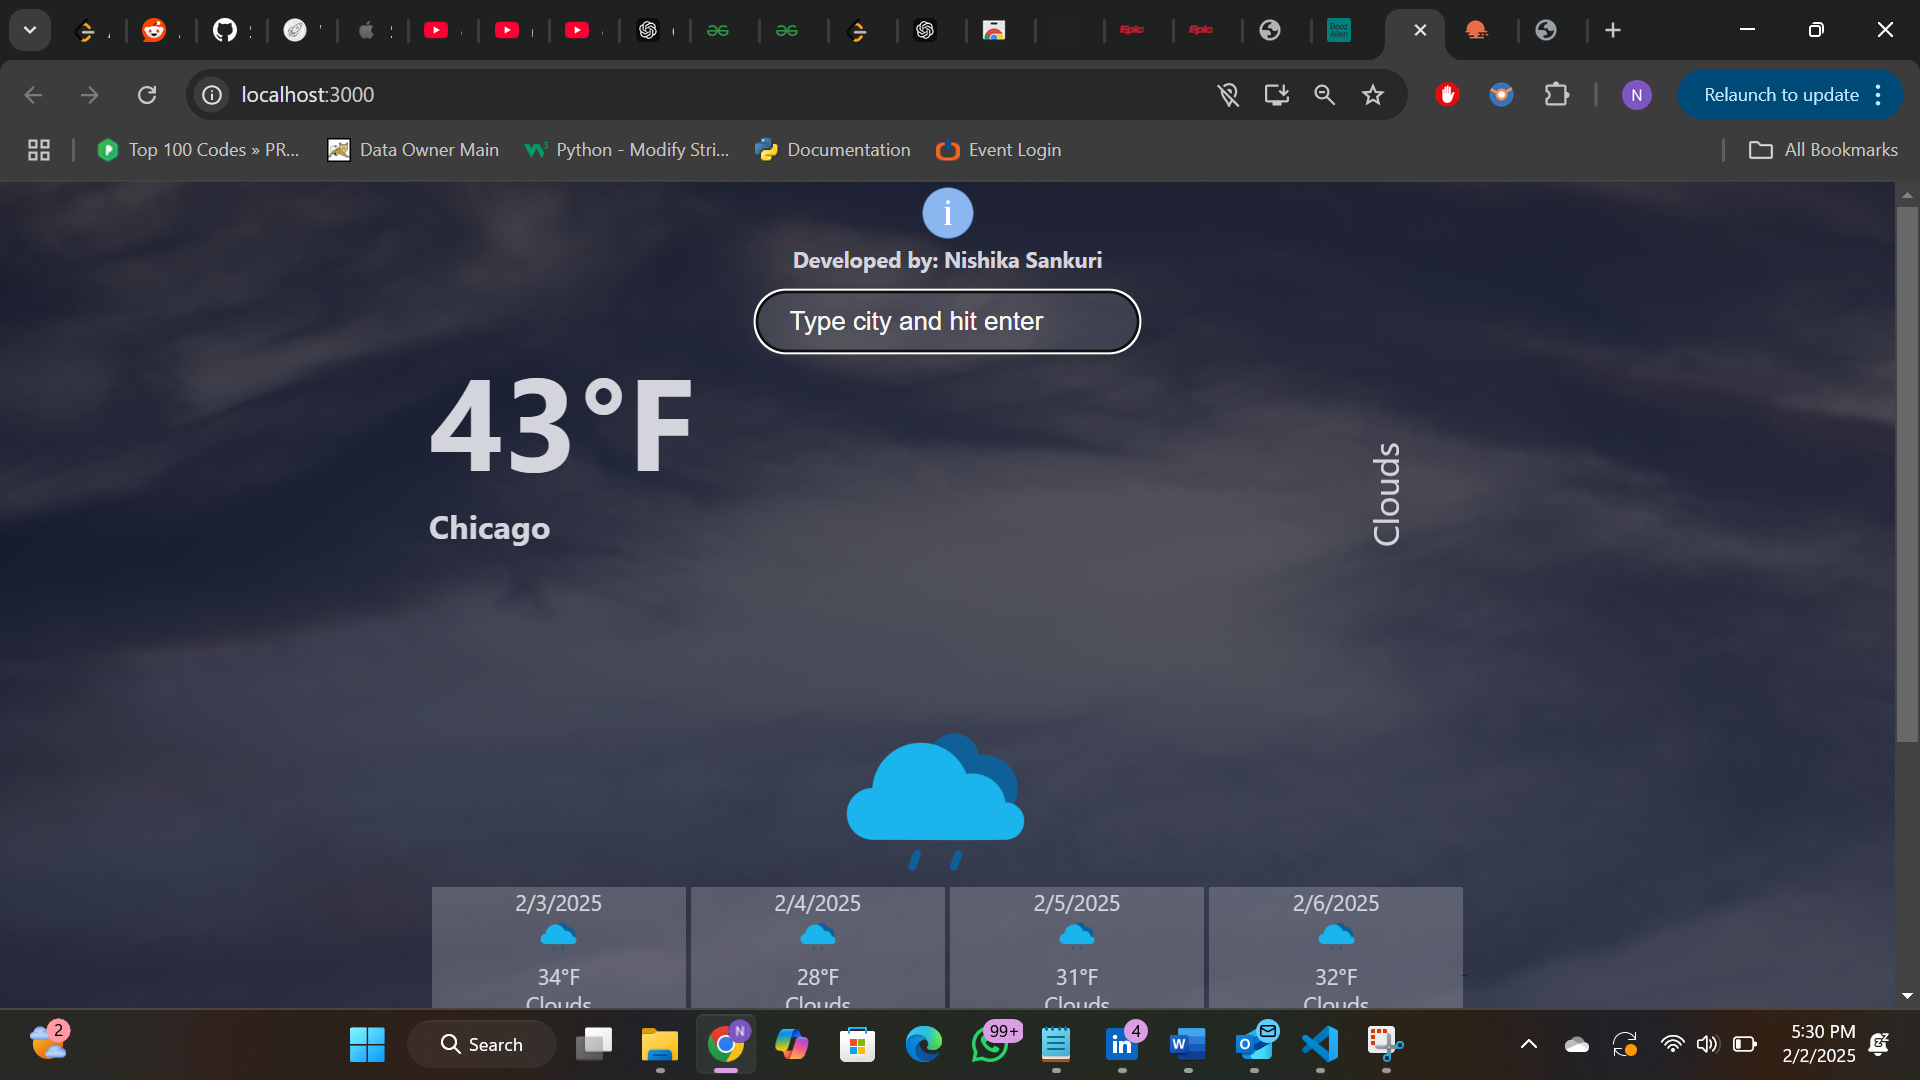 localhost:3000
Relaunch to update
Top 100 Codes » PR...
Data Owner Main
Python - Modify Stri...
Documentation
Event Login
All Bookmarks
i
Developed by: Nishika Sankuri
Type city and hit enter
43°F
Chicago
Clouds
2/3/2025
34°F
Clouds
2/4/2025
28°F
Clouds
2/5/2025
31°F
Clouds
2/6/2025
32°F
Clouds
2
Search
N
99+
4
5:30 PM
2/2/2025